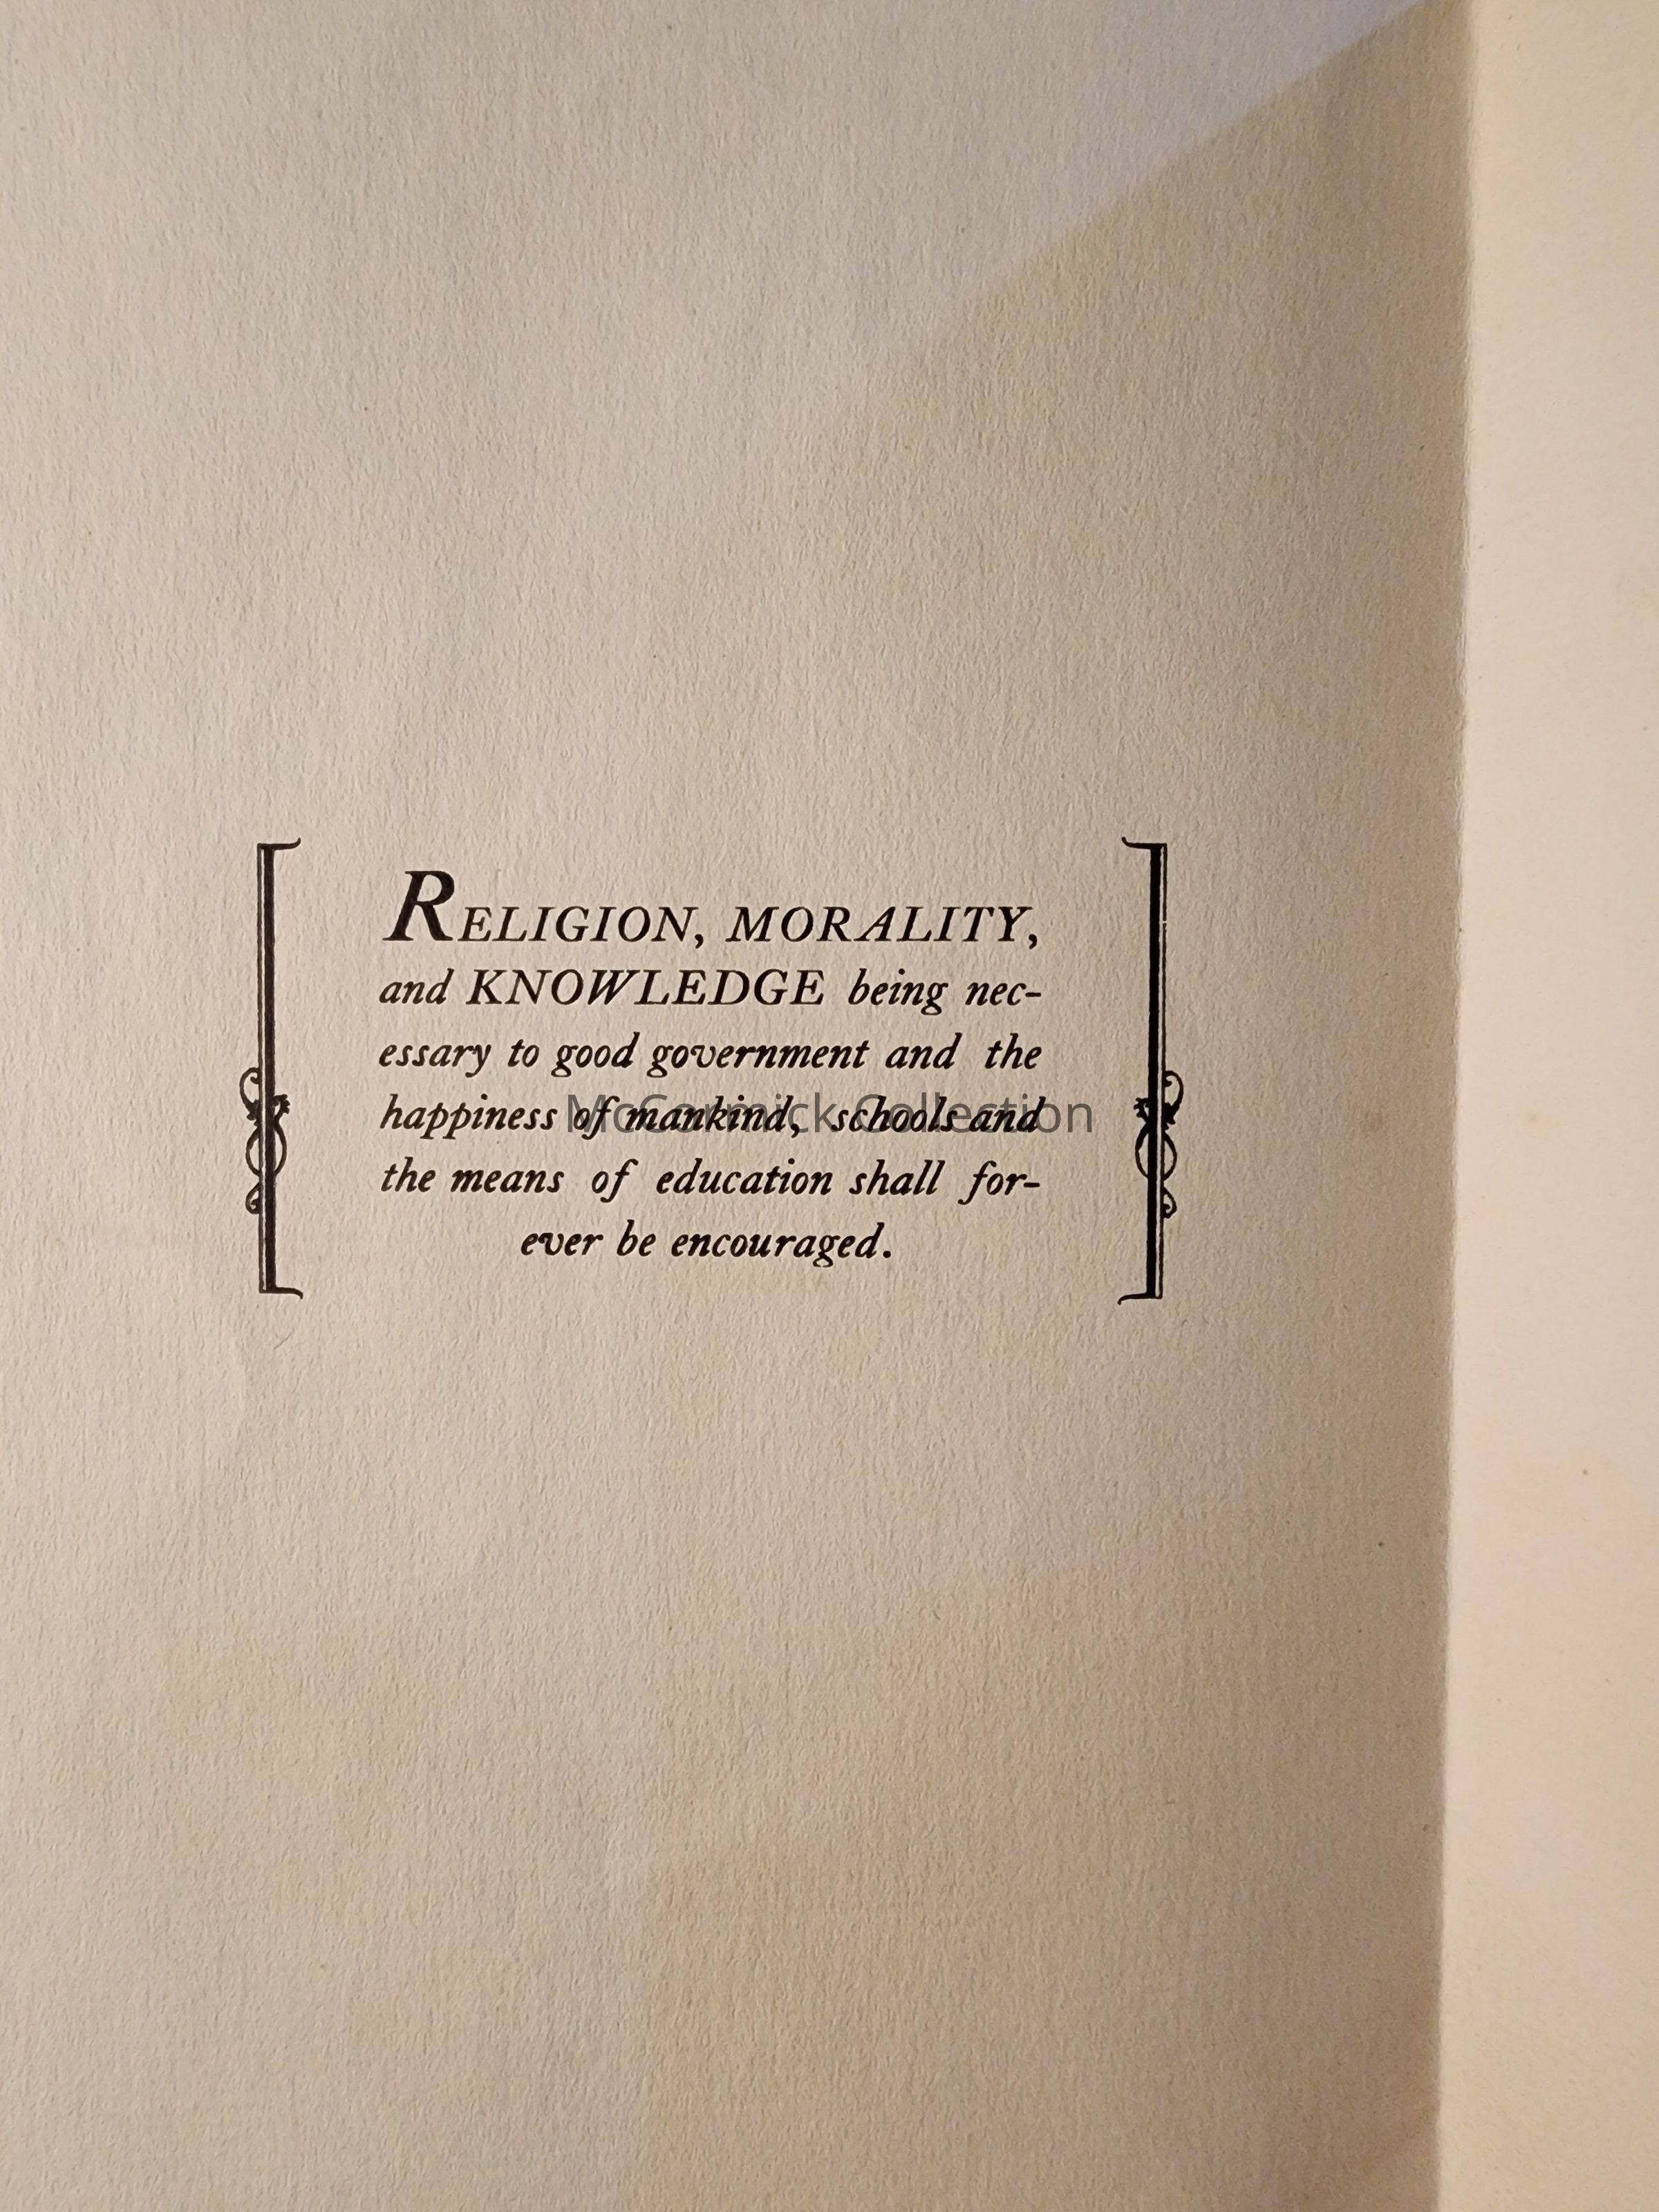 RELIGION, MORALITY,
and KNOWLEDGE being nec-
essary to good government and the
happiness of mankind, schools and
McCormick Collection
the means of education shall for-
ever be encouraged.